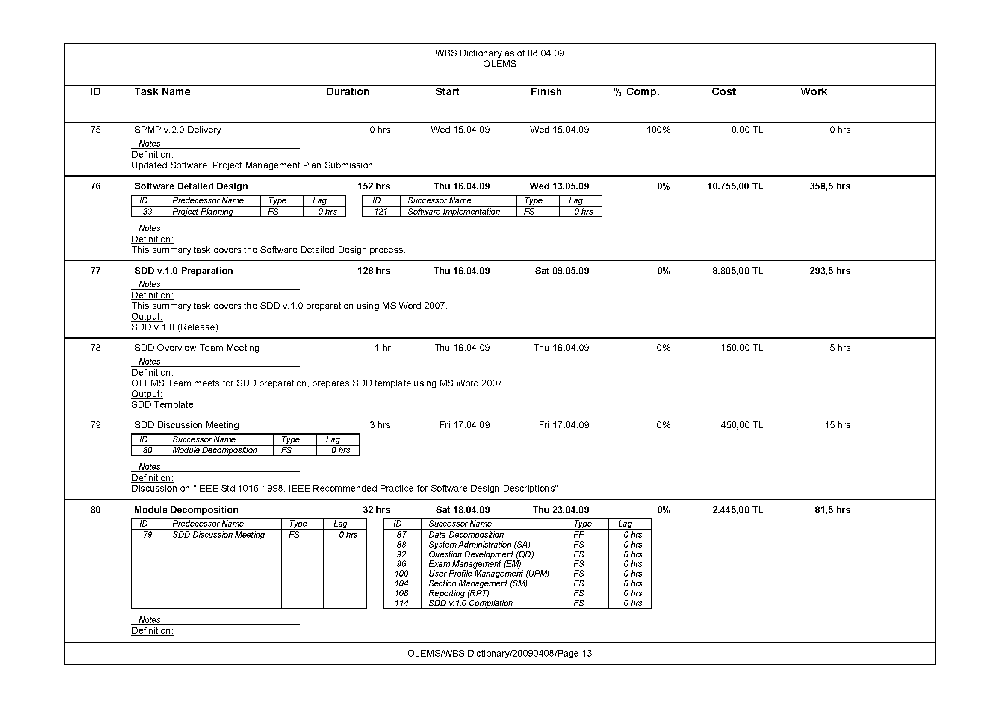 WBS Dictionary as of 08.04.09
OLEMS
ID Task Name Duration Start Finish % Comp. Cost Work
75 SPMP v.2.0 Delivery 0 hrs Wed 15.04.09 Wed 15.04.09 100% 0,00 TL 0 hrs
Notes
Definition:
Updated Software Project Management Plan Submission
76 Software Detailed Design 152 hrs Thu 16.04.09 Wed 13.05.09 0% 10.755,00 TL 358,5 hrs
ID Predecessor Name Type Lag ID Successor Name Type Lag
33 Project Planning FS 0 hrs 121 Software Implementation FS 0 hrs
Notes
Definition:
This summary task covers the Software Detailed Design process.
77 SDD v.1.0 Preparation 128 hrs Thu 16.04.09 Sat 09.05.09 0% 8.805,00 TL 293,5 hrs
Notes
Definition:
This summary task covers the SDD v.1.0 preparation using MS Word 2007.
Output:
SDD v.1.0 (Release)
78 SDD Overview Team Meeting 1 hr Thu 16.04.09 Thu 16.04.09 0% 150,00 TL 5 hrs
Notes
Definition:
OLEMS Team meets for SDD preparation, prepares SDD template using MS Word 2007
Output:
SDD Template
79 SDD Discussion Meeting 3 hrs Fri 17.04.09 Fri 17.04.09 0% 450,00 TL 15 hrs
ID Successor Name Type Lag
80 Module Decomposition FS 0 hrs
Notes
Definition:
Discussion on "IEEE Std 1016-1998, IEEE Recommended Practice for Software Design Descriptions"
80 Module Decomposition 32 hrs Sat 18.04.09 Thu 23.04.09 0% 2.445,00 TL 81,5 hrs
ID Predecessor Name Type Lag ID Successor Name Type Lag
79 SDD Discussion Meeting FS 0 hrs 87 Data Decomposition FF 0 hrs
88 System Administration (SA) FS 0 hrs
92 Question Development (QD) FS 0 hrs
96 Exam Management (EM) FS 0 hrs
100 User Profile Management (UPM) FS 0 hrs
104 Section Management (SM) FS 0 hrs
108 Reporting (RPT) FS 0 hrs
114 SDD v.1.0 Compilation FS 0 hrs
Notes
Definition:
OLEMS/WBS Dictionary/20090408/Page 13